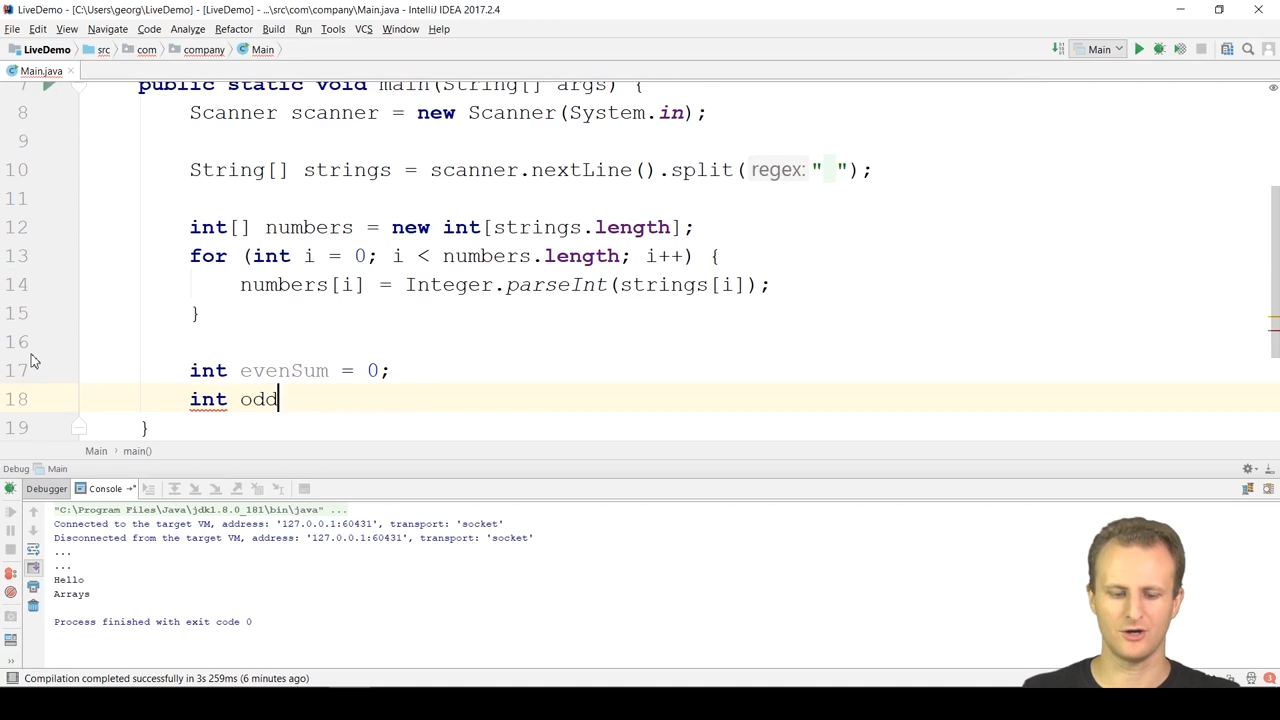 LiveDemo - [C:\Users\georg\LiveDemo] - [LiveDemo] - ...\src\com\company\Main.java - IntelliJ IDEA 2017.2.4
File Edit View Navigate Code Analyze Refactor Build Run Tools VCS Window Help
LiveDemo src com company Main Main
Main.java
7 public static void main(String[] args) {
8 Scanner scanner = new Scanner(System.in);
9
10 String[] strings = scanner.nextLine().split(regex: " ");
11
12 int[] numbers = new int[strings.length];
13 for (int i = 0; i < numbers.length; i++) {
14 numbers[i] = Integer.parseInt(strings[i]);
15 }
16
17 int evenSum = 0;
18 int odd
19 }
Main › main()
Debug Main
Debugger Console
"C:\Program Files\Java\jdk1.8.0_181\bin\java" ...
Connected to the target VM, address: '127.0.0.1:60431', transport: 'socket'
Disconnected from the target VM, address: '127.0.0.1:60431', transport: 'socket'
...
...
Hello
Arrays
Process finished with exit code 0
Compilation completed successfully in 3s 259ms (6 minutes ago)
3